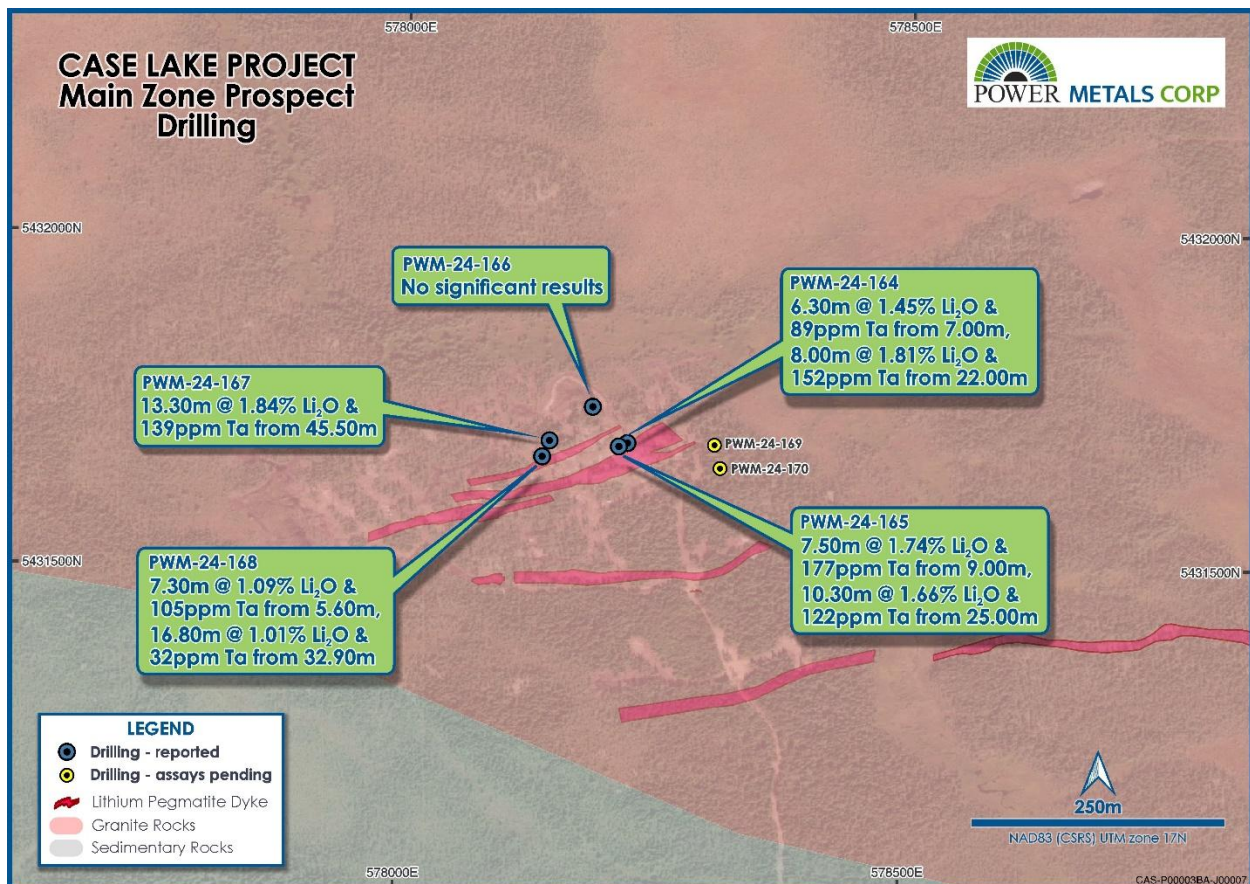 578000E
578500E
CASE LAKE PROJECT
Main Zone Prospect
Drilling
POWER METALS CORP
5432000N
5432000N
PWM-24-166
No significant results
PWM-24-164
6.30m @ 1.45% Li₂O &
89ppm Ta from 7.00m,
8.00m @ 1.81% Li₂O &
152ppm Ta from 22.00m
PWM-24-167
13.30m @ 1.84% Li₂O &
139ppm Ta from 45.50m
PWM-24-169
PWM-24-170
PWM-24-168
7.30m @ 1.09% Li₂O &
105ppm Ta from 5.60m,
16.80m @ 1.01% Li₂O &
32ppm Ta from 32.90m
PWM-24-165
7.50m @ 1.74% Li₂O &
177ppm Ta from 9.00m,
10.30m @ 1.66% Li₂O &
122ppm Ta from 25.00m
5431500N
5431500N
LEGEND
Drilling - reported
Drilling - assays pending
Lithium Pegmatite Dyke
Granite Rocks
Sedimentary Rocks
250m
NAD83 (CSRS) UTM zone 17N
578000E
578500E
CAS-P00003BA-J00007